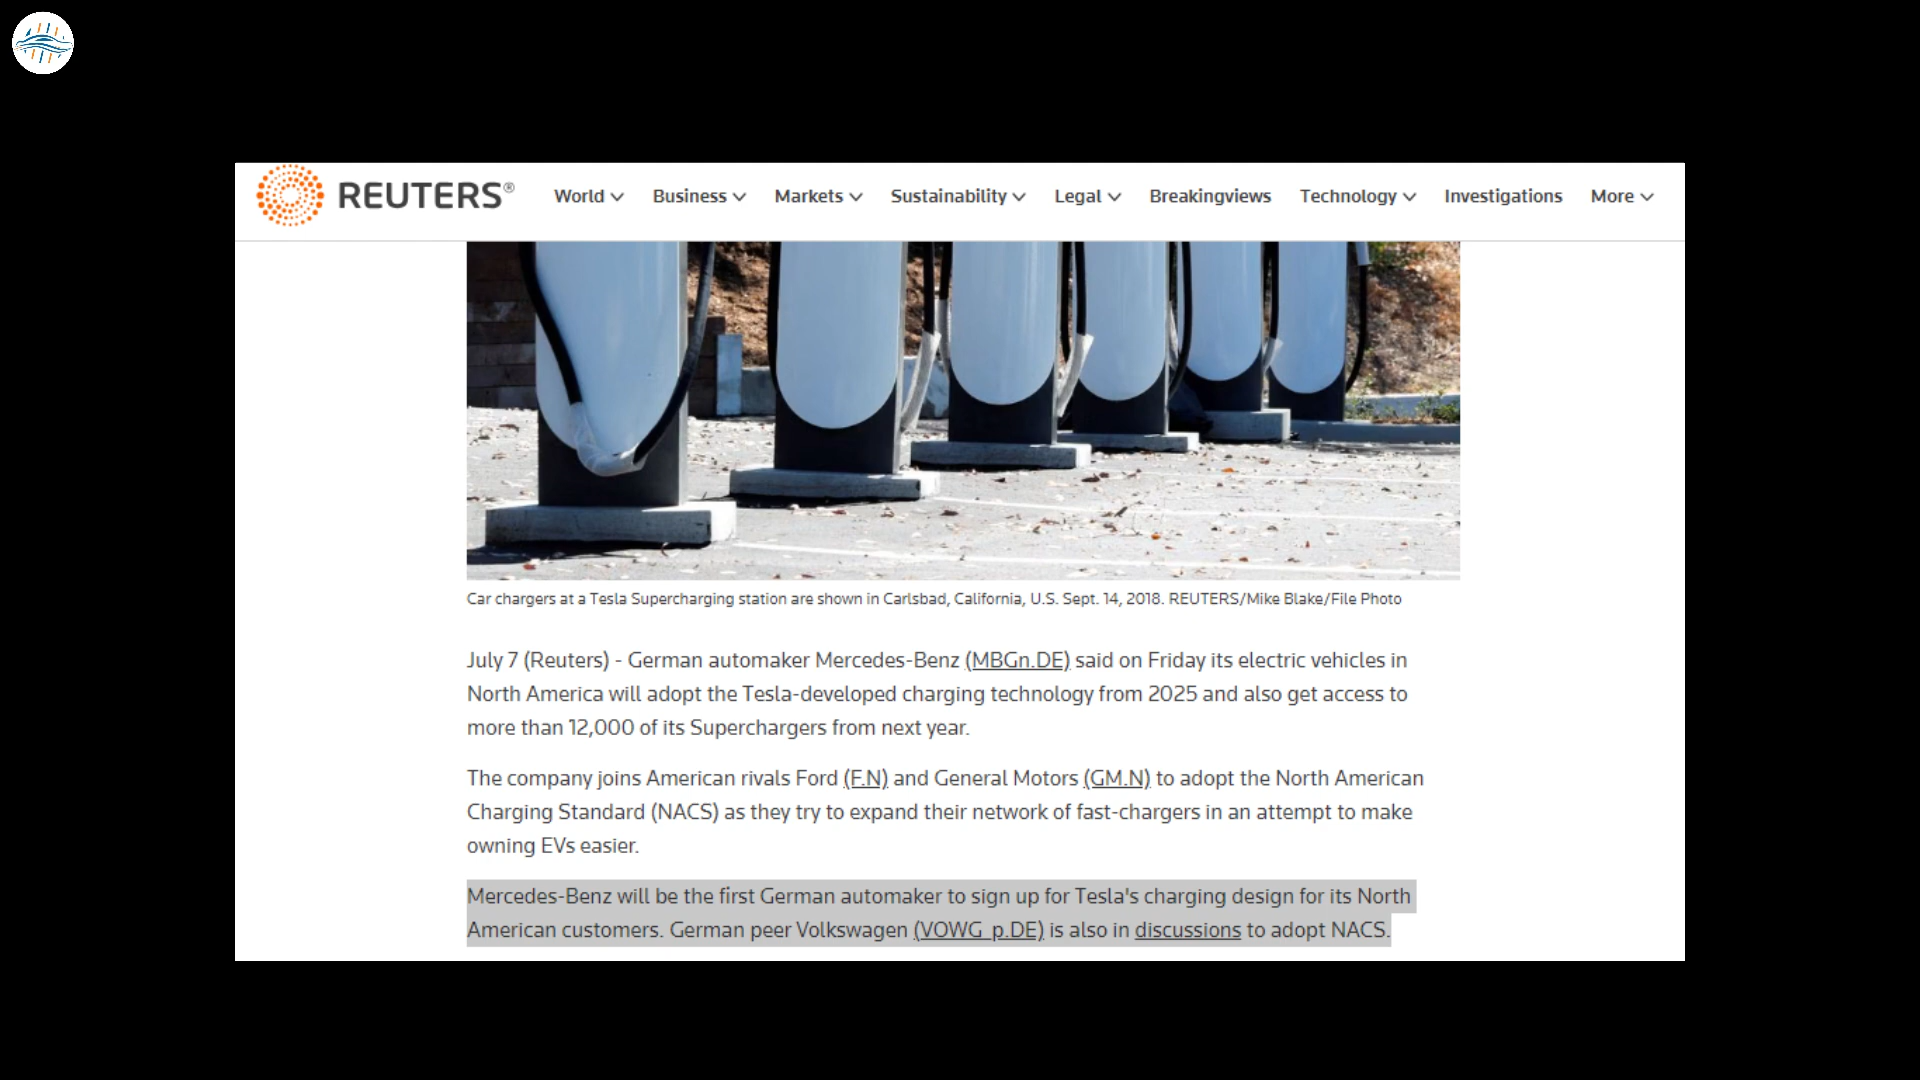 REUTERS®
World
Business
Markets
Sustainability
Legal
Breakingviews
Technology
Investigations
More
Car chargers at a Tesla Supercharging station are shown in Carlsbad, California, U.S. Sept. 14, 2018. REUTERS/Mike Blake/File Photo
July 7 (Reuters) - German automaker Mercedes-Benz (MBGn.DE) said on Friday its electric vehicles in
North America will adopt the Tesla-developed charging technology from 2025 and also get access to
more than 12,000 of its Superchargers from next year.
The company joins American rivals Ford (F.N) and General Motors (GM.N) to adopt the North American
Charging Standard (NACS) as they try to expand their network of fast-chargers in an attempt to make
owning EVs easier.
Mercedes-Benz will be the first German automaker to sign up for Tesla's charging design for its North
American customers. German peer Volkswagen (VOWG_p.DE) is also in discussions to adopt NACS.